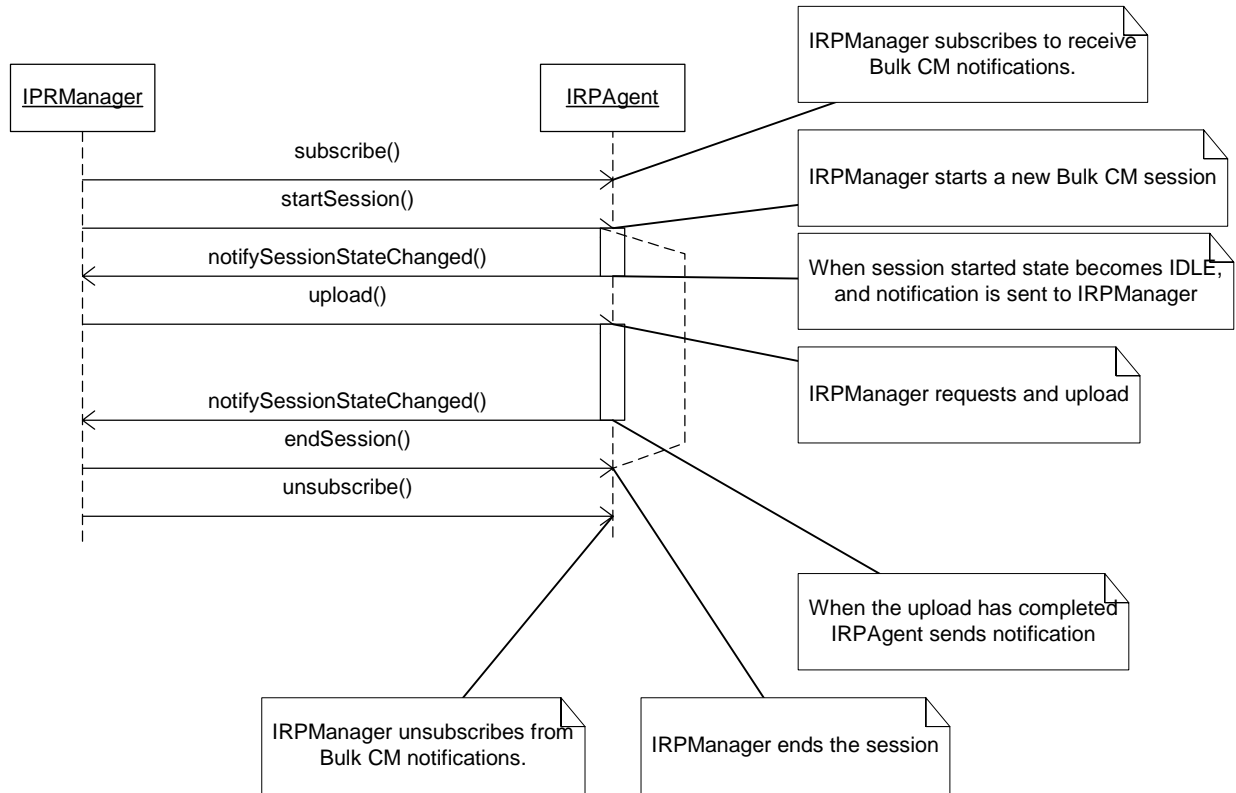 IRPManager subscribes to receive
Bulk CM notifications.
IPRManager
IRPAgent
subscribe()
IRPManager starts a new Bulk CM session
startSession()
notifySessionStateChanged()
When session started state becomes IDLE,
and notification is sent to IRPManager
upload()
IRPManager requests and upload
notifySessionStateChanged()
endSession()
unsubscribe()
When the upload has completed
IRPAgent sends notification
IRPManager unsubscribes from
Bulk CM notifications.
IRPManager ends the session